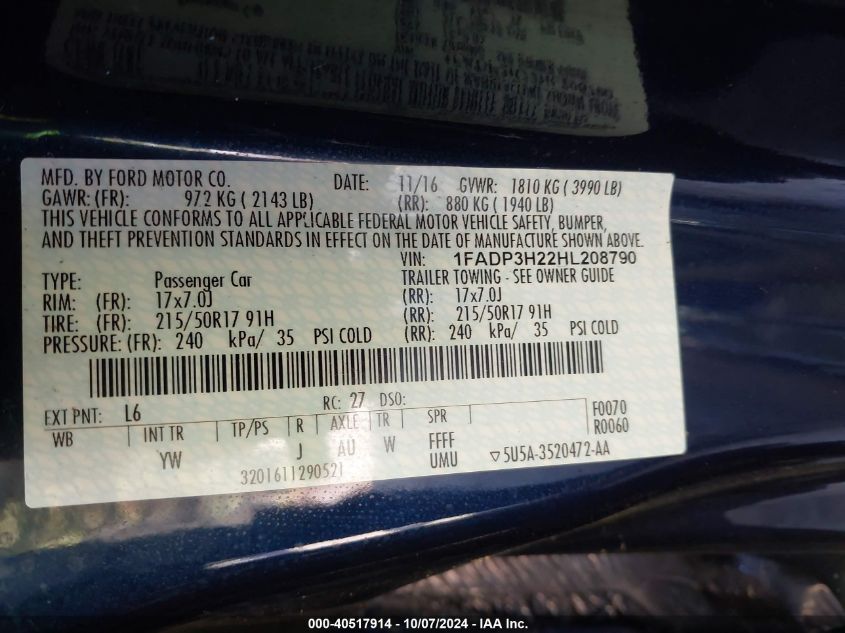 MFD. BY FORD MOTOR CO. DATE: 11/16 GVWR: 1810 KG ( 3990 LB)
GAWR: (FR): 972 KG ( 2143 LB) (RR): 880 KG ( 1940 LB)
THIS VEHICLE CONFORMS TO ALL APPLICABLE FEDERAL MOTOR VEHICLE SAFETY, BUMPER,
AND THEFT PREVENTION STANDARDS IN EFFECT ON THE DATE OF MANUFACTURE SHOWN ABOVE.
VIN: 1FADP3H22HL208790
TYPE: Passenger Car TRAILER TOWING - SEE OWNER GUIDE
RIM: (FR): 17x7.0J (RR): 17x7.0J
TIRE: (FR): 215/50R17 91H (RR): 215/50R17 91H
PRESSURE: (FR): 240 kPa/ 35 PSI COLD (RR): 240 kPa/ 35 PSI COLD
EXT PNT: L6 RC: 27 DSO: F0070
WB INT TR TP/PS R AXLE TR SPR R0060
YW J AU W FFFF
UMU
3201611290521 5U5A-3520472-AA
000-40517914 - 10/07/2024 - IAA Inc.